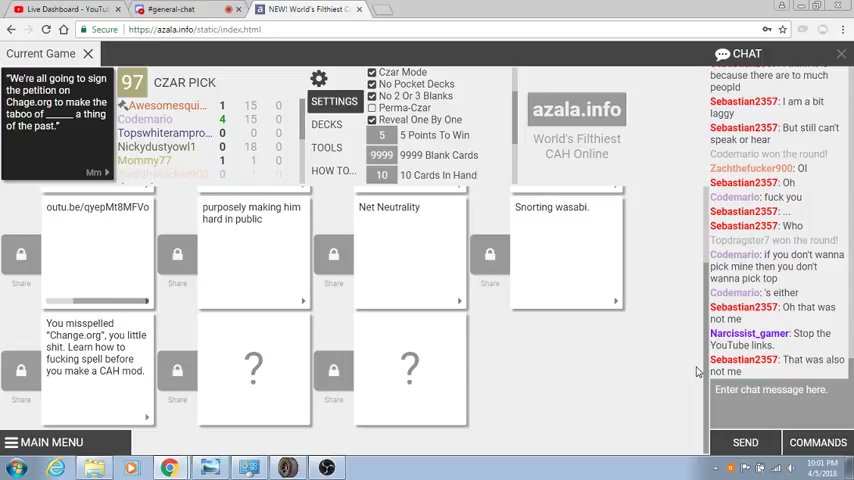 Live Dashboard - YouTu
#general-chat
NEW! World's Filthiest C
Secure
https://azala.info/static/index.html
Current Game
CHAT
"We're all going to sign
the petition on
Chage.org to make the
taboo of ______ a thing
of the past."
Mm
97
CZAR PICK
Awesomesqui... 1 15 0
Codemario 4 15 0
Topswhiterampro... 0 0 0
Nickydustyowl1 0 18 0
Mommy77 1 1 0
Zachthefucker900 0 1 0
SETTINGS
DECKS
TOOLS
HOW TO...
Czar Mode
No Pocket Decks
No 2 Or 3 Blanks
Perma-Czar
Reveal One By One
5 5 Points To Win
9999 9999 Blank Cards
10 10 Cards In Hand
azala.info
World's Filthiest
CAH Online
outu.be/qyepMt8MFVo
Share
purposely making him
hard in public
Share
Net Neutrality
Share
Snorting wasabi.
Share
You misspelled
"Change.org", you little
shit. Learn how to
fucking spell before
you make a CAH mod.
Share
?
Share
?
because there are to much
peopld
Sebastian2357: I am a bit
laggy
Sebastian2357: But still can't
speak or hear
Codemario won the round!
Zachthefucker900: OI
Sebastian2357: Oh
Codemario: fuck you
Sebastian2357: ...
Sebastian2357: Who
Topdragster7 won the round!
Codemario: if you don't wanna
pick mine then you don't
wanna pick top
Codemario: 's either
Sebastian2357: Oh that was
not me
Narcissist_gamer: Stop the
YouTube links.
Sebastian2357: That was also
not me
Enter chat message here.
SEND
COMMANDS
MAIN MENU
10:01 PM
4/5/2018